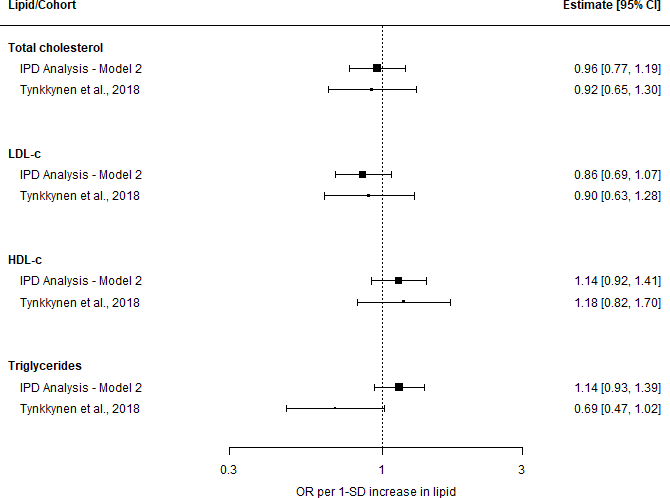 Lipid/Cohort Estimate [95% CI]
Total cholesterol
IPD Analysis - Model 2 0.96 [0.77, 1.19]
Tynkkynen et al., 2018 0.92 [0.65, 1.30]
LDL-c
IPD Analysis - Model 2 0.86 [0.69, 1.07]
Tynkkynen et al., 2018 0.90 [0.63, 1.28]
HDL-c
IPD Analysis - Model 2 1.14 [0.92, 1.41]
Tynkkynen et al., 2018 1.18 [0.82, 1.70]
Triglycerides
IPD Analysis - Model 2 1.14 [0.93, 1.39]
Tynkkynen et al., 2018 0.69 [0.47, 1.02]
0.3 1 3
OR per 1-SD increase in lipid